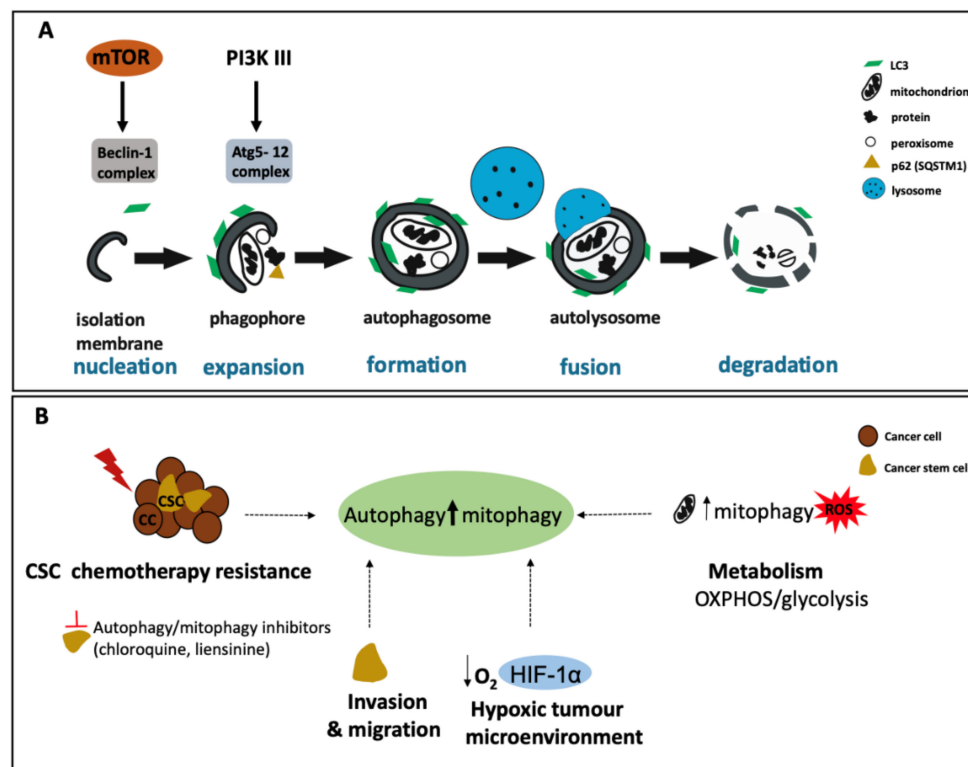 A
mTOR
PI3K III
Beclin-1
complex
Atg5- 12
complex
LC3
mitochondrion
protein
peroxisome
p62 (SQSTM1)
lysosome
isolation
membrane
phagophore
autophagosome
autolysosome
nucleation
expansion
formation
fusion
degradation
B
Cancer cell
Cancer stem cell
CSC
CC
CSC chemotherapy resistance
Autophagy/mitophagy inhibitors
(chloroquine, liensinine)
Autophagy mitophagy
Invasion
& migration
O2 HIF-1α
Hypoxic tumour
microenvironment
mitophagy ROS
Metabolism
OXPHOS/glycolysis